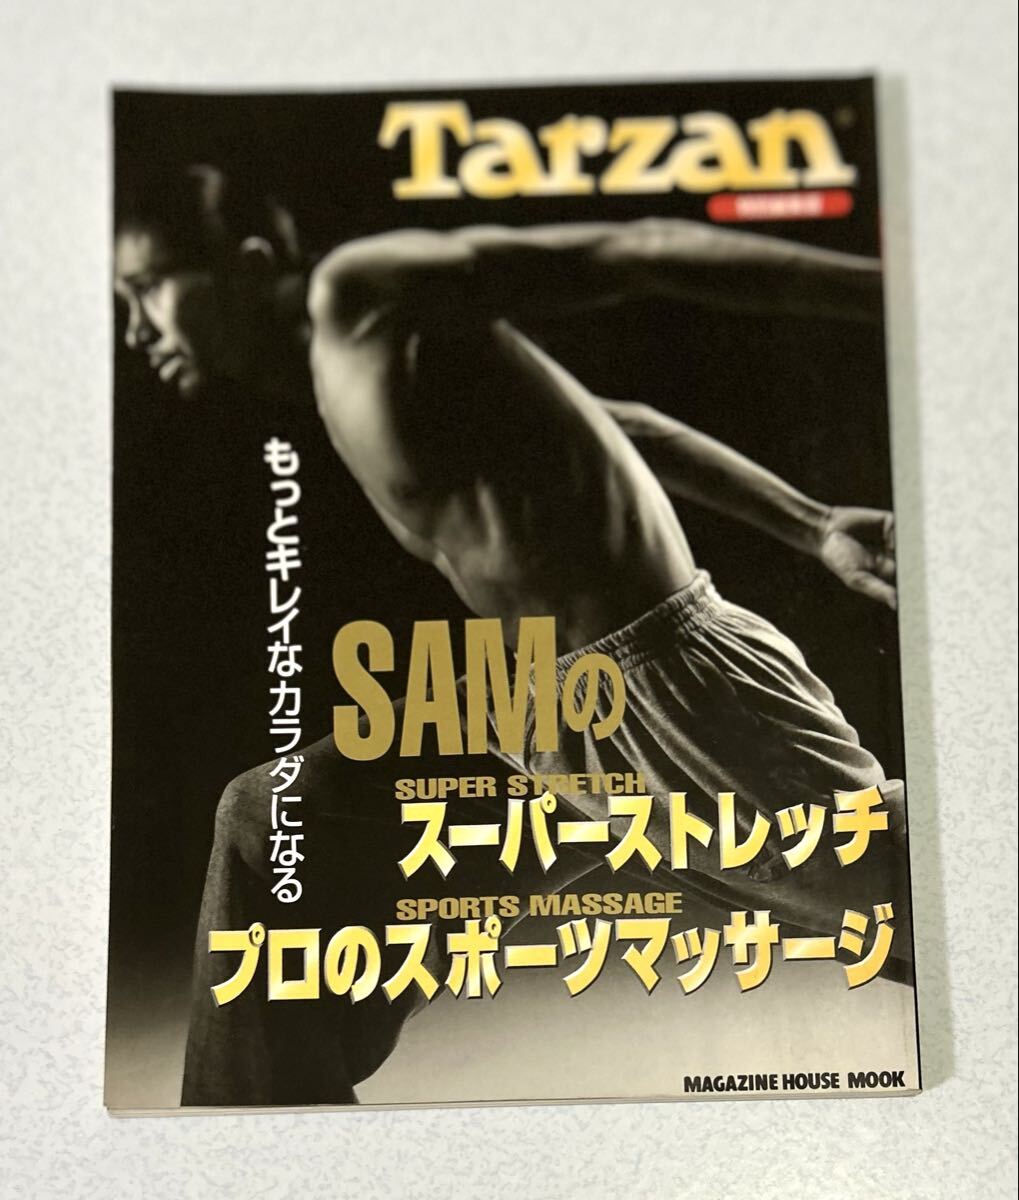 Tarzan
もっとキレイなカラダになる
SAMの
SUPER STRETCH
スーパーストレッチ
SPORTS MASSAGE
プロのスポーツマッサージ
MAGAZINE HOUSE MOOK